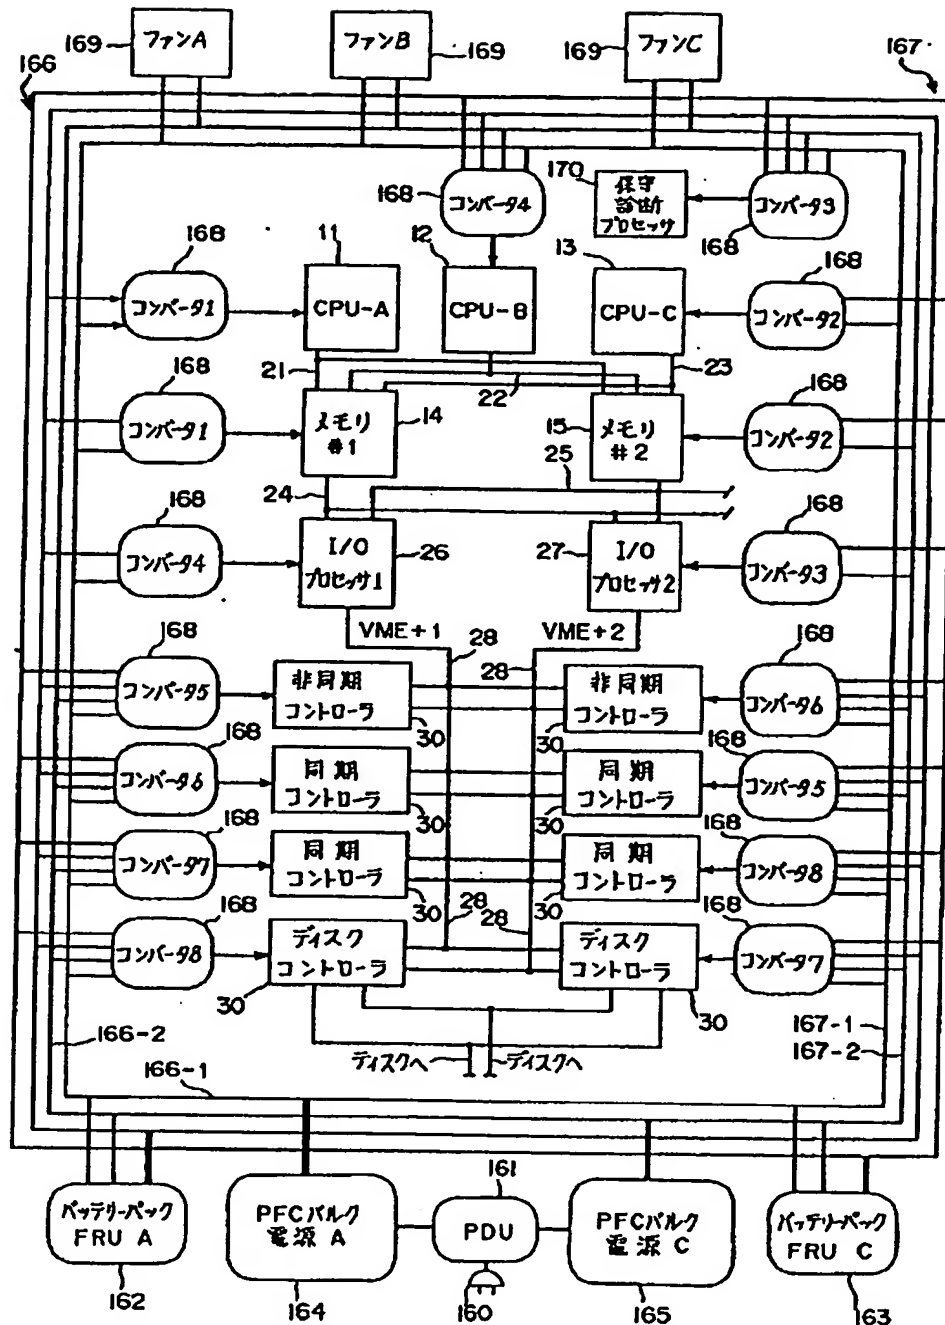 169
ファンA
ファンB
169
169
ファンC
166
167
168
コンバータ4
170
保守
診断
プロセッサ
コンバータ3
168
168
コンバータ1
11
CPU-A
12
CPU-B
13
CPU-C
168
コンバータ2
21
22
23
168
コンバータ1
メモリ
#1
14
15
メモリ
#2
168
コンバータ2
24
25
168
コンバータ4
I/O
プロセッサ1
26
27
I/O
プロセッサ2
168
コンバータ3
VME+1
28
VME+2
28
168
コンバータ5
非同期
コントローラ
30
非同期
コントローラ
30
168
コンバータ6
168
コンバータ6
同期
コントローラ
30
同期
コントローラ
30
168
コンバータ5
168
コンバータ7
同期
コントローラ
30
同期
コントローラ
30
168
コンバータ8
28
28
168
コンバータ8
ディスク
コントローラ
30
ディスク
コントローラ
30
168
コンバータ7
166-2
167-1
167-2
ディスクへ
ディスクへ
166-1
バッテリーパック
FRU A
162
PFCバルク
電源 A
164
161
PDU
160
PFCバルク
電源 C
165
バッテリーパック
FRU C
163